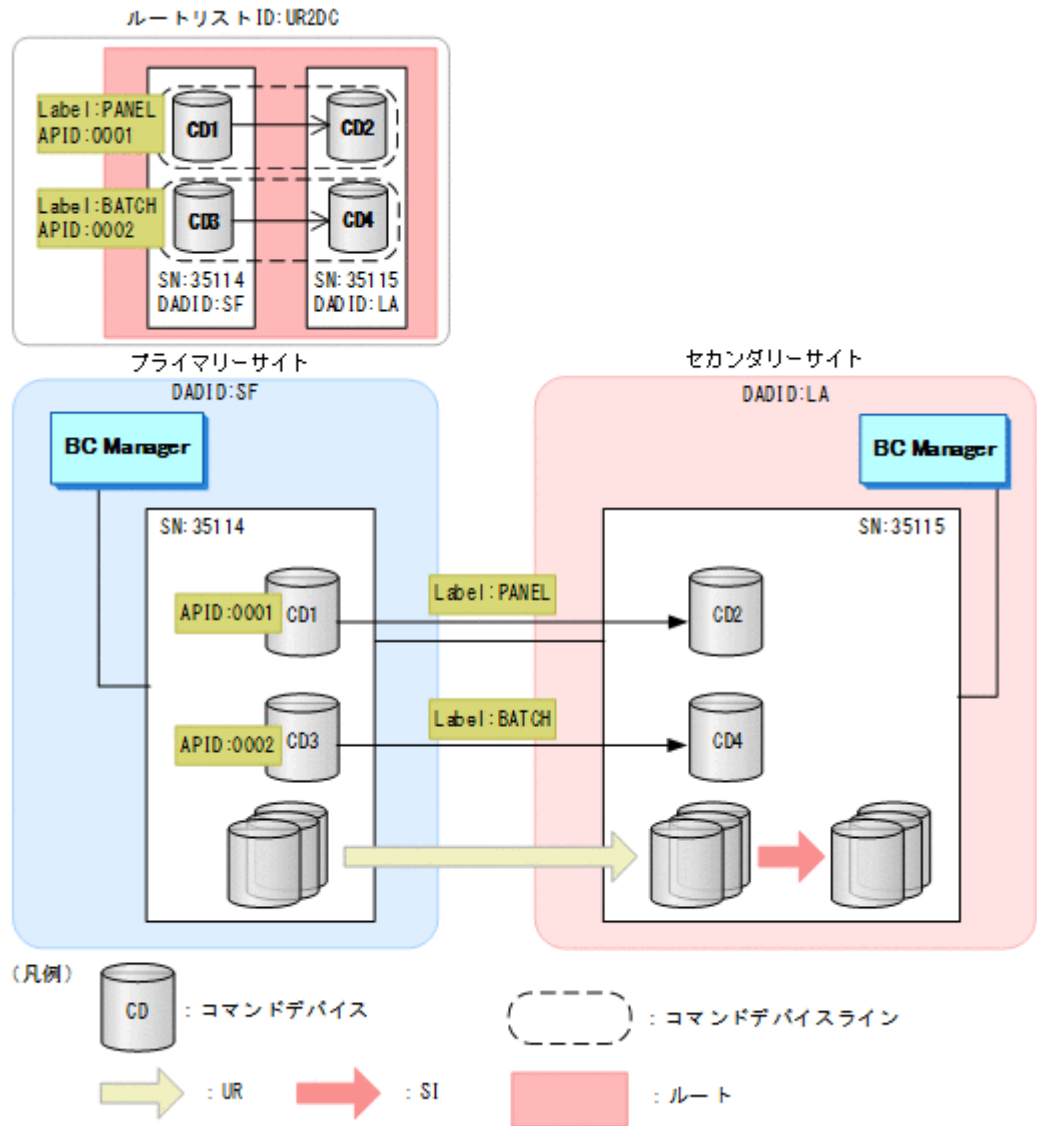 ルートリストID:UR2DC
Label:PANEL
APID:0001
CD1
CD2
Label:BATCH
APID:0002
CD3
CD4
SN:35114
DADID:SF
SN:35115
DADID:LA
プライマリーサイト
DADID:SF
セカンダリーサイト
DADID:LA
BC Manager
BC Manager
SN:35114
SN:35115
APID:0001
CD1
Label:PANEL
CD2
APID:0002
CD3
Label:BATCH
CD4
(凡例)
CD
:コマンドデバイス
:コマンドデバイスライン
:UR
:SI
:ルート